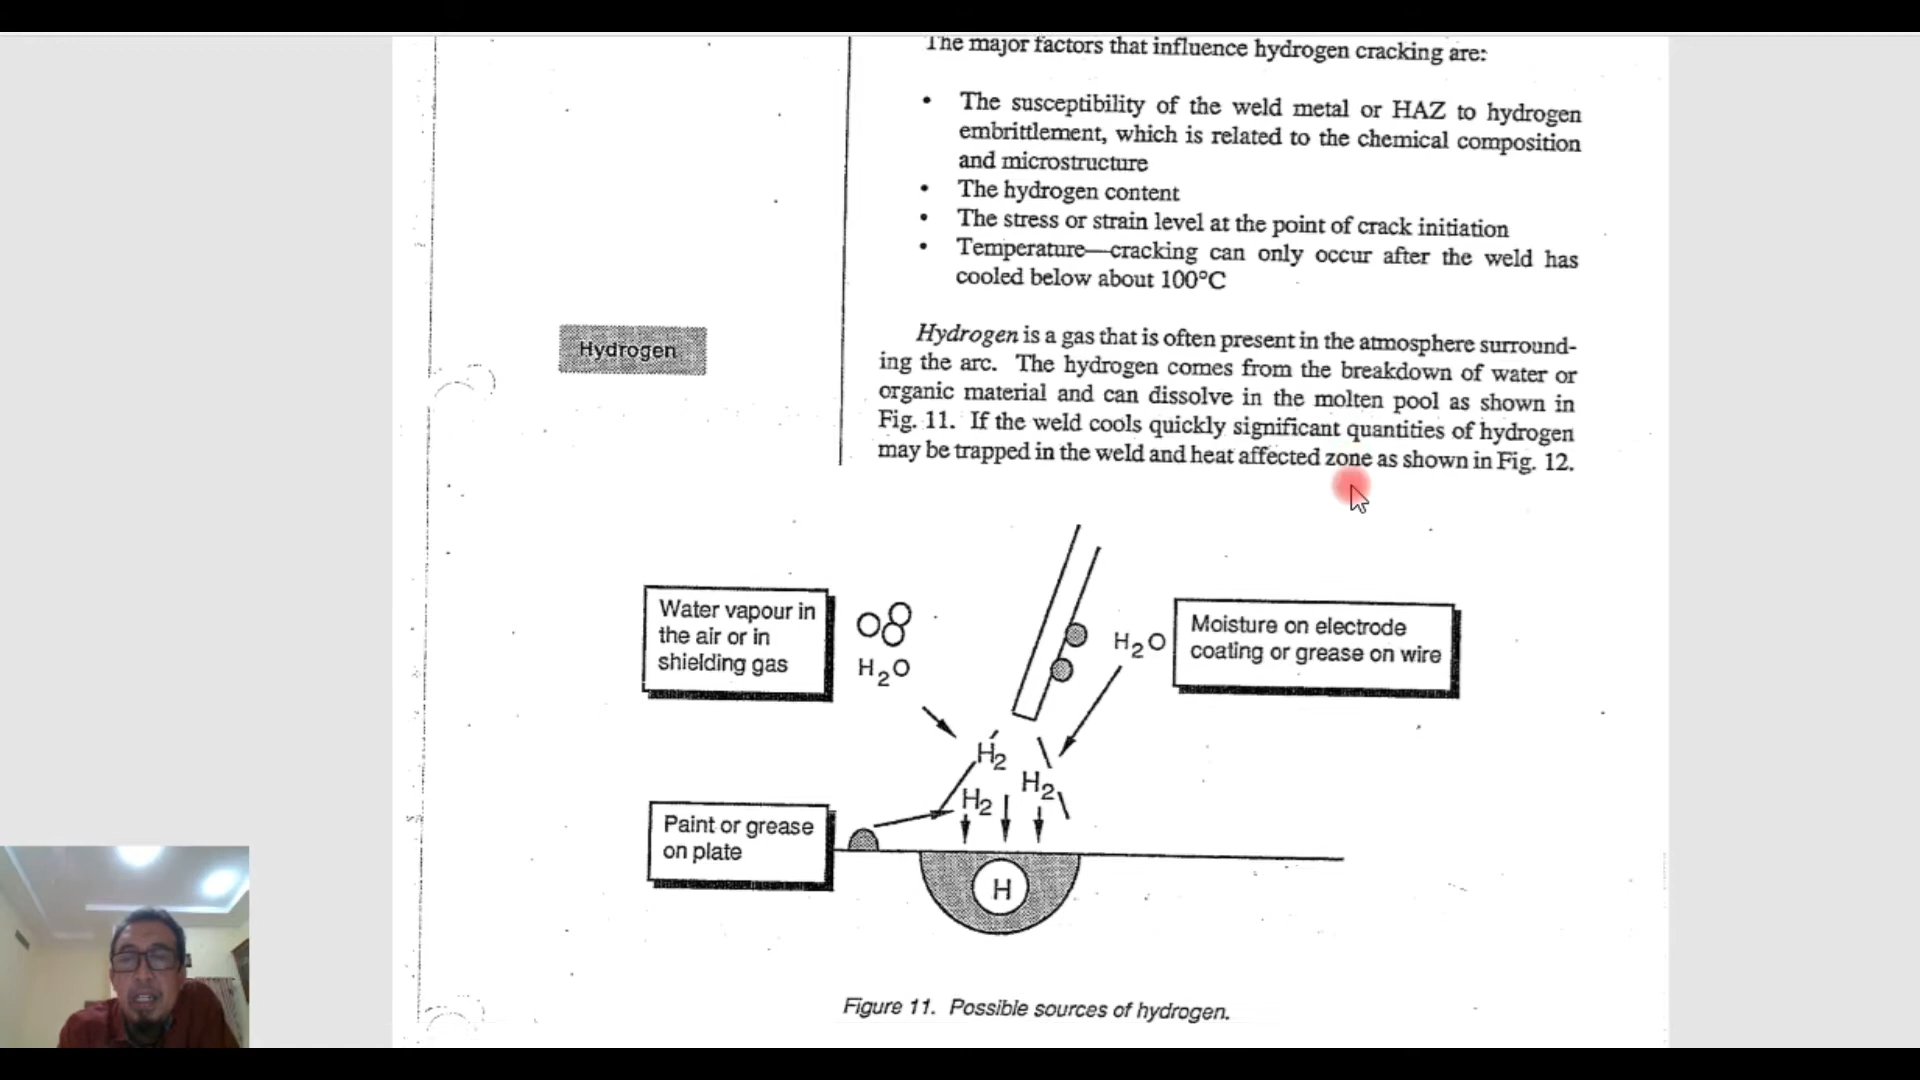 The major factors that influence hydrogen cracking are:
• The susceptibility of the weld metal or HAZ to hydrogen
embrittlement, which is related to the chemical composition
and microstructure
• The hydrogen content
• The stress or strain level at the point of crack initiation
• Temperature—cracking can only occur after the weld has
cooled below about 100°C
Hydrogen
Hydrogen is a gas that is often present in the atmosphere surround-
ing the arc. The hydrogen comes from the breakdown of water or
organic material and can dissolve in the molten pool as shown in
Fig. 11. If the weld cools quickly significant quantities of hydrogen
may be trapped in the weld and heat affected zone as shown in Fig. 12.
Water vapour in
the air or in
shielding gas
H2O
H2O
Moisture on electrode
coating or grease on wire
H2
H2
H2
Paint or grease
on plate
H
Figure 11. Possible sources of hydrogen.